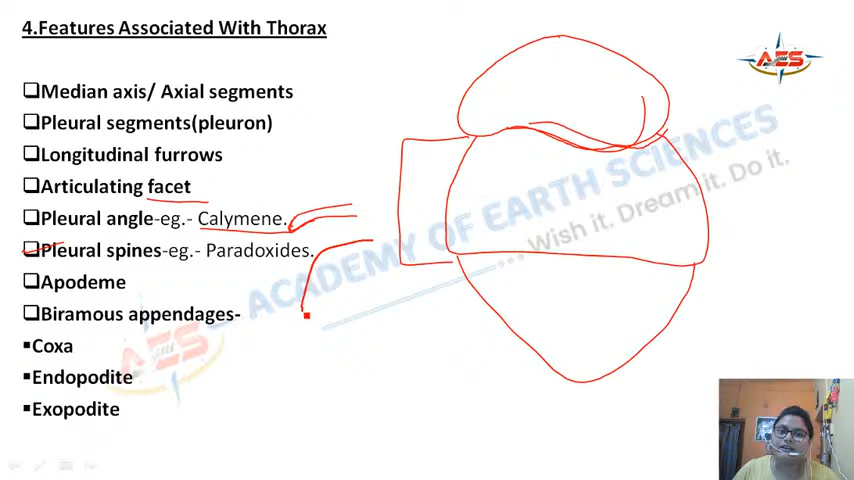 4.Features Associated With Thorax
AES
❑Median axis/ Axial segments
❑Pleural segments(pleuron)
❑Longitudinal furrows
❑Articulating facet
❑Pleural angle-eg.- Calymene.
❑Pleural spines-eg.- Paradoxides.
❑Apodeme
❑Biramous appendages-
▪Coxa
▪Endopodite
▪Exopodite
ACADEMY OF EARTH SCIENCES
... Wish it. Dream it. Do it.
AES